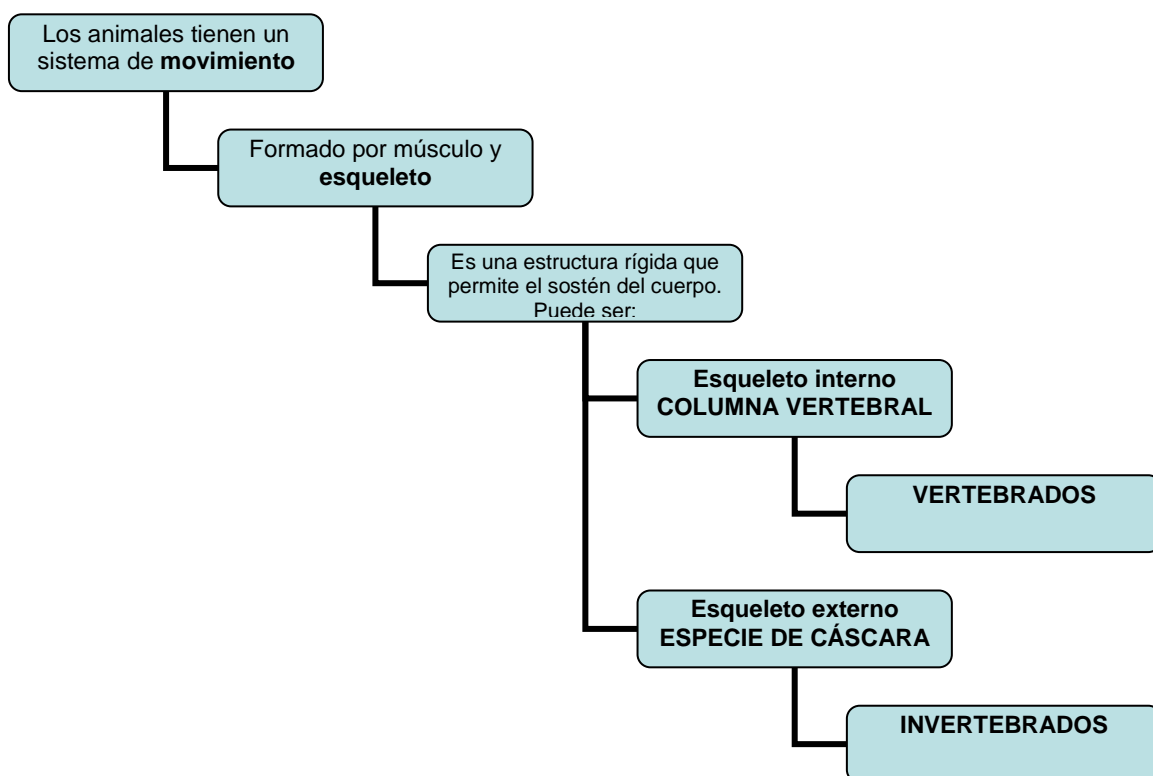 Los animales tienen un
sistema de movimiento
Formado por músculo y
esqueleto
Es una estructura rígida que
permite el sostén del cuerpo.
Puede ser:
Esqueleto interno
COLUMNA VERTEBRAL
VERTEBRADOS
Esqueleto externo
ESPECIE DE CÁSCARA
INVERTEBRADOS